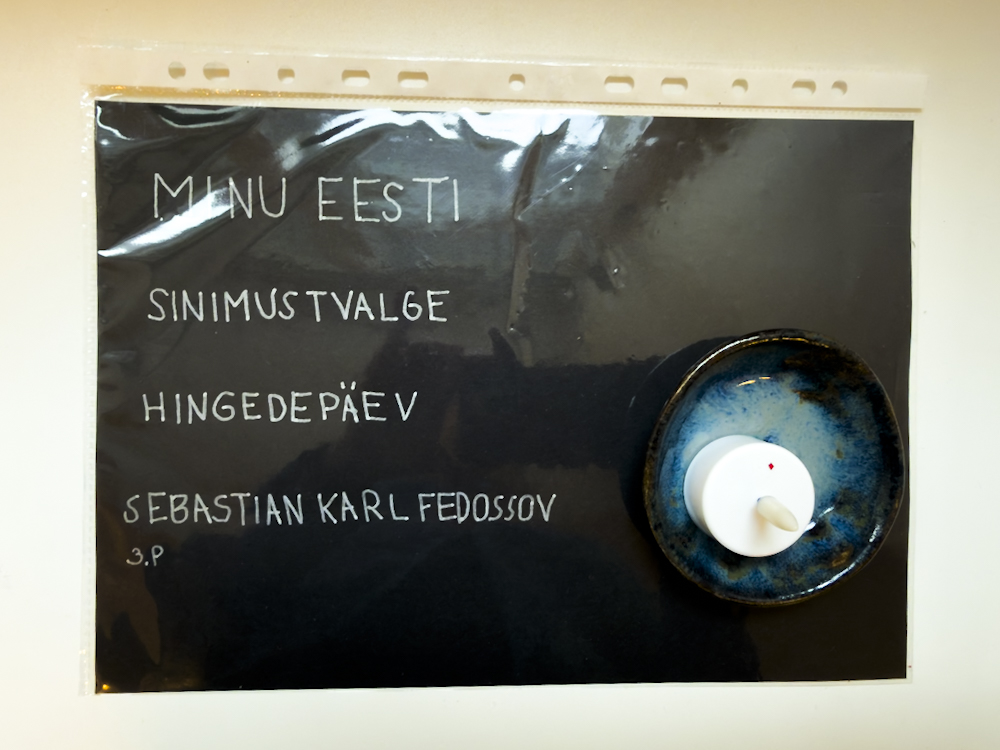 MINU EESTI
SINIMUSTVALGE
HINGEDEPÄEV
SEBASTIAN KARL FEDOSSOV
3.P